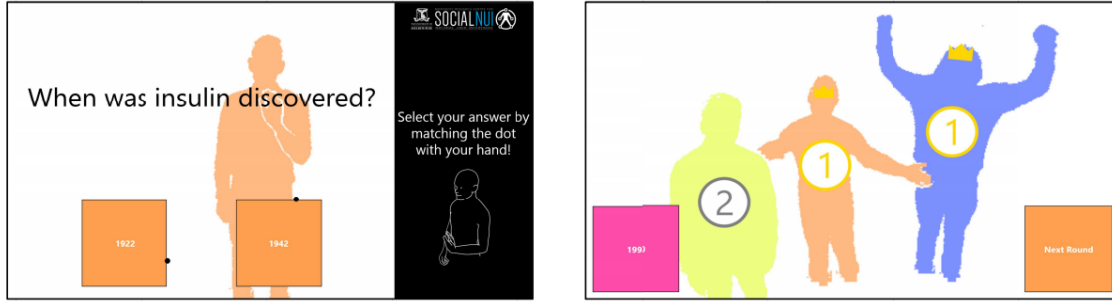 SOCIALNUI
MELBOURNE
When was insulin discovered?
Select your answer by
matching the dot
with your hand!
1922
1942
1
1
2
Next Round